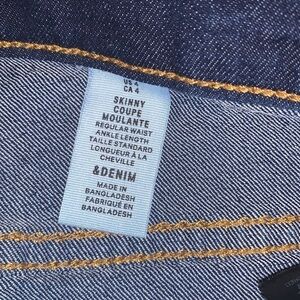 US 4
CA 4
SKINNY
COUPE
MOULANTE
REGULAR WAIST
ANKLE LENGTH
TAILLE STANDARD
LONGUEUR À LA
CHEVILLE
&DENIM
MADE IN
BANGLADESH
FABRIQUÉ EN
BANGLADESH